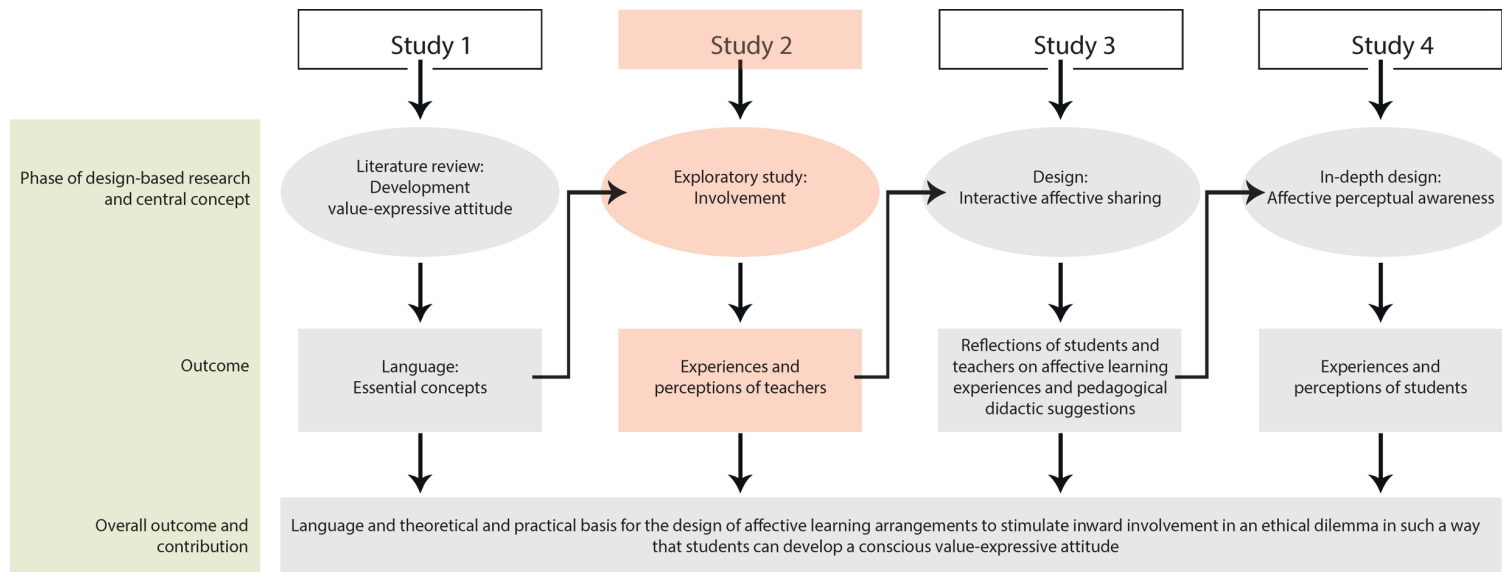 Study 1
Study 2
Study 3
Study 4
Phase of design-based research
and central concept
Literature review:
Development
value-expressive attitude
Exploratory study:
Involvement
Design:
Interactive affective sharing
In-depth design:
Affective perceptual awareness
Outcome
Language:
Essential concepts
Experiences and
perceptions of teachers
Reflections of students and
teachers on affective learning
experiences and pedagogical
didactic suggestions
Experiences and
perceptions of students
Overall outcome and
contribution
Language and theoretical and practical basis for the design of affective learning arrangements to stimulate inward involvement in an ethical dilemma in such a way
that students can develop a conscious value-expressive attitude